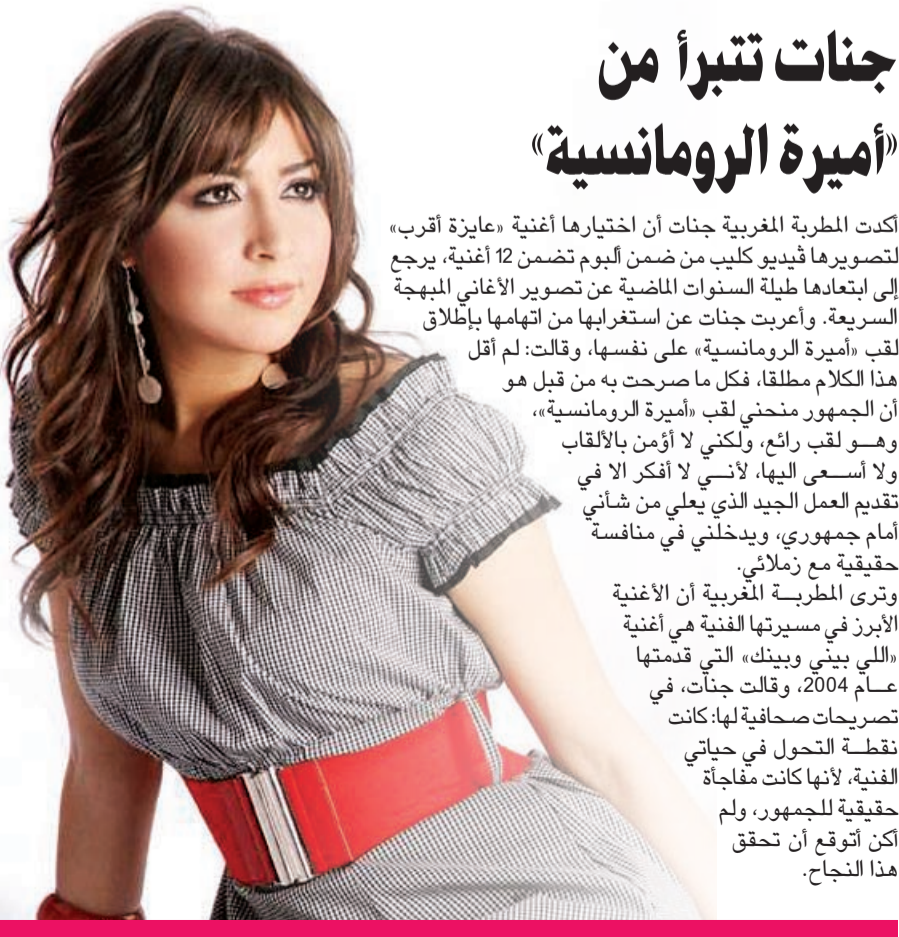 جنات تتبرأ من
«أميرة الرومانسية»
أكدت المطربة المغربية جنات أن اختيارها أغنية «عايزة أقرب»
لتصويرها ڤيديو كليب من ضمن ألبوم تضمن 12 أغنية، يرجع
إلى ابتعادها طيلة السنوات الماضية عن تصوير الأغاني المبهجة
السريعة. وأعربت جنات عن استغرابها من اتهامها بإطلاق
لقب «أميرة الرومانسية» على نفسها، وقالت: لم أقل
هذا الكلام مطلقا، فكل ما صرحت به من قبل هو
أن الجمهور منحني لقب «أميرة الرومانسية»،
وهـــو لقب رائع، ولكني لا أؤمن بالألقاب
ولا أســـعى اليها، لأنـــي لا أفكر الا في
تقديم العمل الجيد الذي يعلي من شأني
أمام جمهوري، ويدخلني في منافسة
حقيقية مع زملائي.
وترى المطربـــة المغربية أن الأغنية
الأبرز في مسيرتها الفنية هي أغنية
«اللي بيني وبينك» التي قدمتها
عـــام 2004، وقالت جنات، في
تصريحات صحافية لها: كانت
نقطـــة التحول في حياتي
الفنية، لأنها كانت مفاجأة
حقيقية للجمهور، ولم
أكن أتوقع أن تحقق
هذا النجاح.